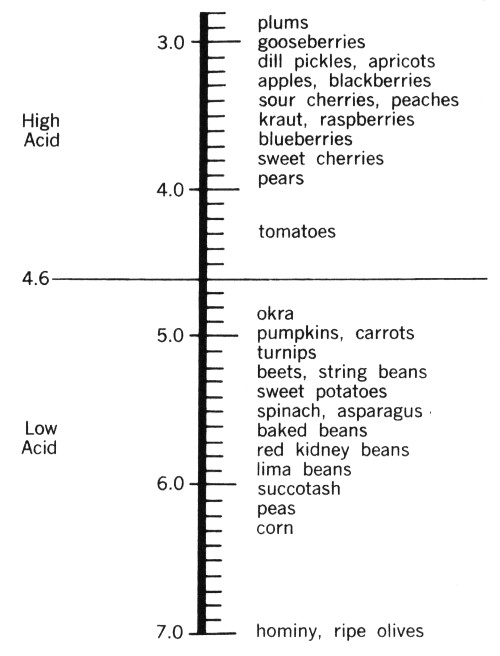 plums
3.0 gooseberries
dill pickles, apricots
apples, blackberries
sour cherries, peaches
High kraut, raspberries
Acid blueberries
sweet cherries
pears
4.0
tomatoes
4.6
okra
5.0 pumpkins, carrots
turnips
beets, string beans
sweet potatoes
spinach, asparagus
Low baked beans
Acid red kidney beans
lima beans
6.0 succotash
peas
corn
7.0 hominy, ripe olives